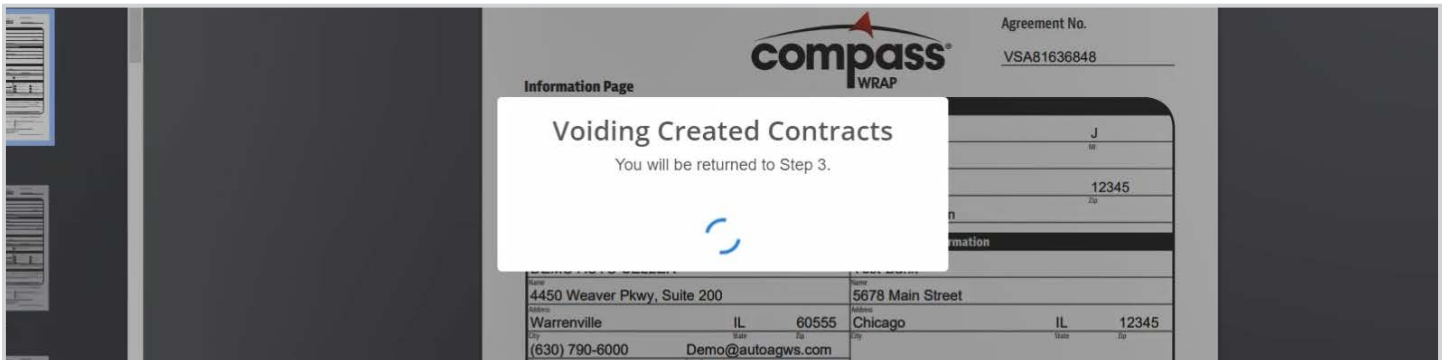 Agreement No.
compass
VSA81636848
WRAP
Information Page
Voiding Created Contracts
You will be returned to Step 3.
J
MI
12345
Zip
n
rmation
Name
Name
4450 Weaver Pkwy, Suite 200 5678 Main Street
Address
Address
Warrenville IL 60555 Chicago IL 12345
City State Zip City State Zip
(630) 790-6000 Demo@autoagws.com